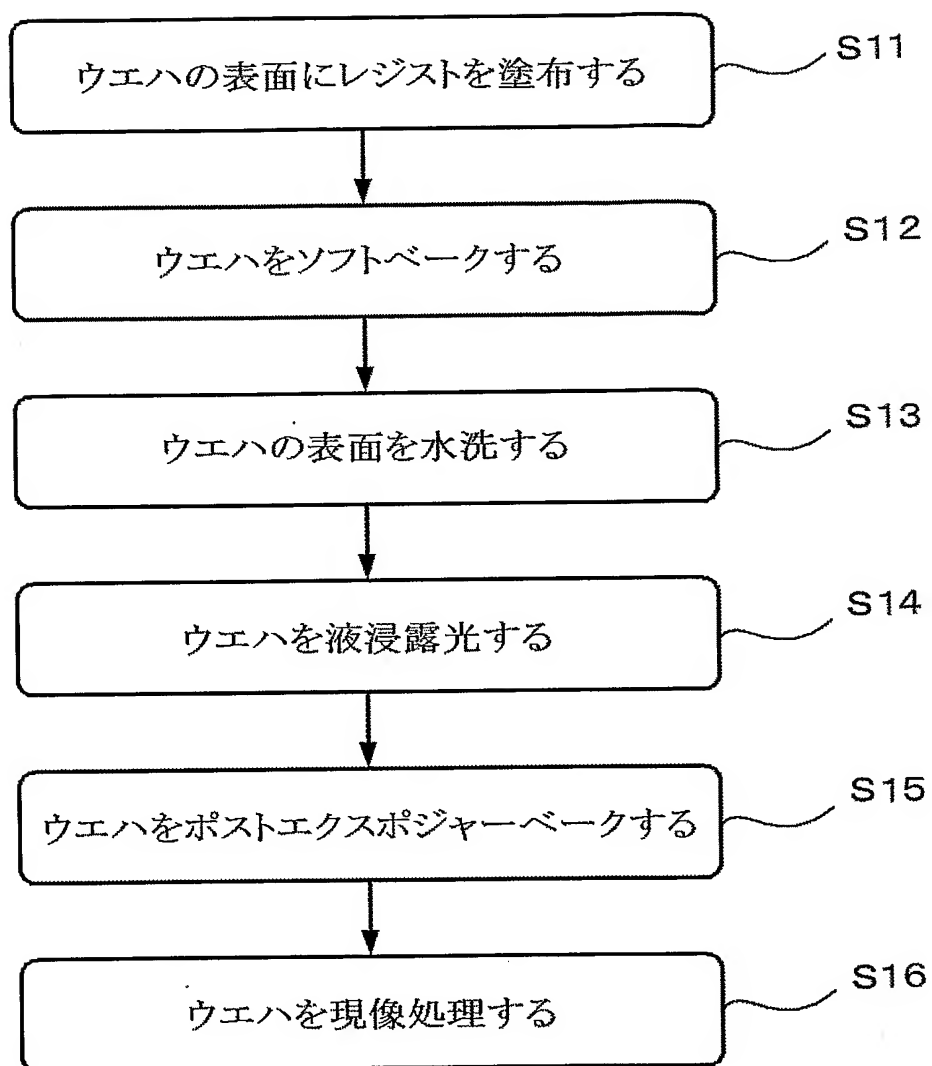 ウエハの表面にレジストを塗布する
S11
ウエハをソフトベークする
S12
ウエハの表面を水洗する
S13
ウエハを液浸露光する
S14
ウエハをポストエクスポジャーベークする
S15
ウエハを現像処理する
S16